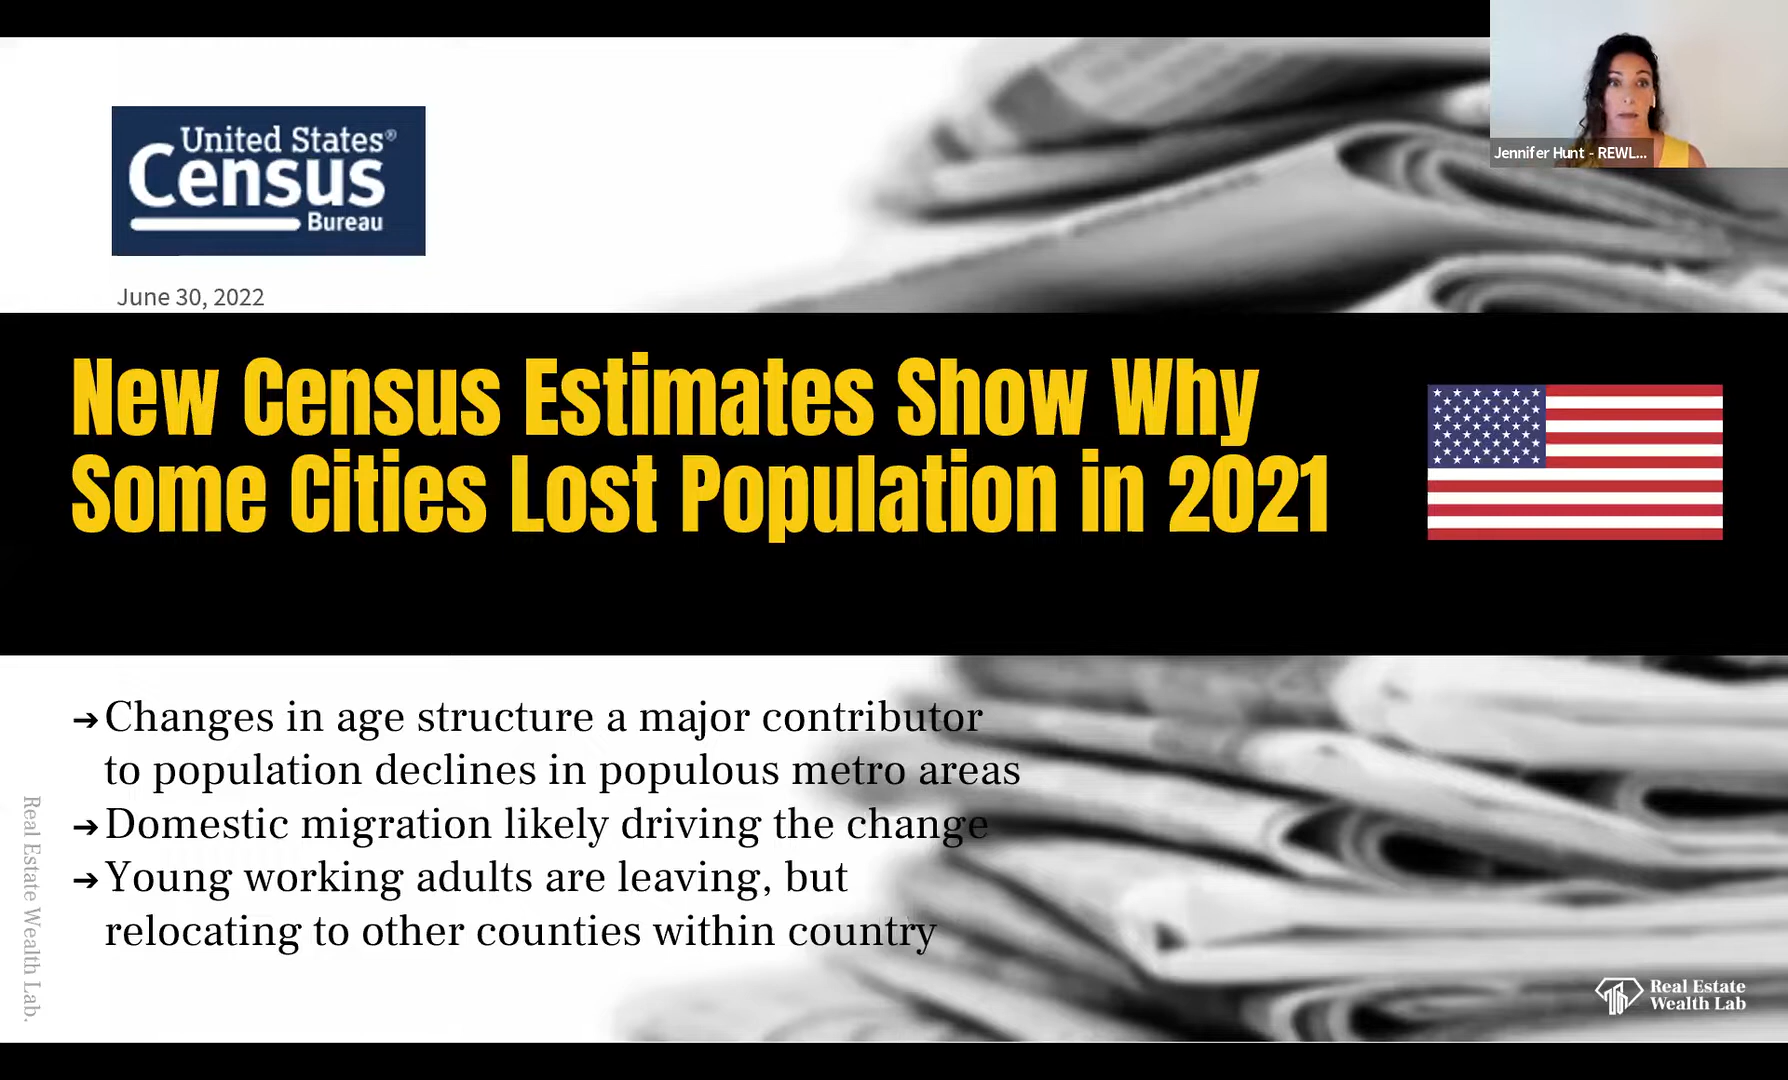 United States®
Census
Bureau
June 30, 2022
Jennifer Hunt - REWL...
New Census Estimates Show Why
Some Cities Lost Population in 2021
➔Changes in age structure a major contributor
to population declines in populous metro areas
➔Domestic migration likely driving the change
➔Young working adults are leaving, but
relocating to other counties within country
Real Estate Wealth Lab.
Real Estate
Wealth Lab